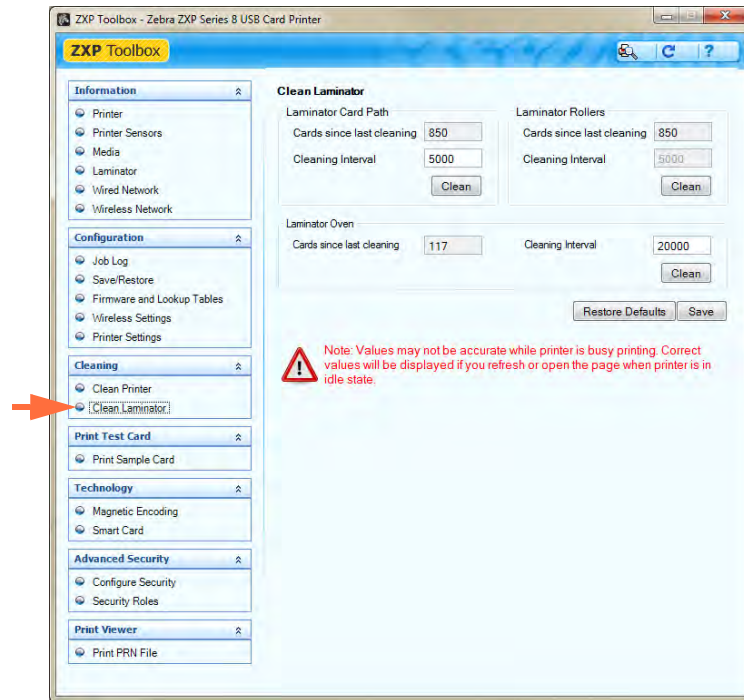 ZXP Toolbox - Zebra ZXP Series 8 USB Card Printer
ZXP Toolbox
Information
Printer
Printer Sensors
Media
Laminator
Wired Network
Wireless Network
Configuration
Job Log
Save/Restore
Firmware and Lookup Tables
Wireless Settings
Printer Settings
Cleaning
Clean Printer
Clean Laminator
Print Test Card
Print Sample Card
Technology
Magnetic Encoding
Smart Card
Advanced Security
Configure Security
Security Roles
Print Viewer
Print PRN File
Clean Laminator
Laminator Card Path
Cards since last cleaning 850
Cleaning Interval 5000
Clean
Laminator Rollers
Cards since last cleaning 850
Cleaning Interval 5000
Clean
Laminator Oven
Cards since last cleaning 117
Cleaning Interval 20000
Clean
Restore Defaults Save
Note: Values may not be accurate while printer is busy printing. Correct
values will be displayed if you refresh or open the page when printer is in
idle state.